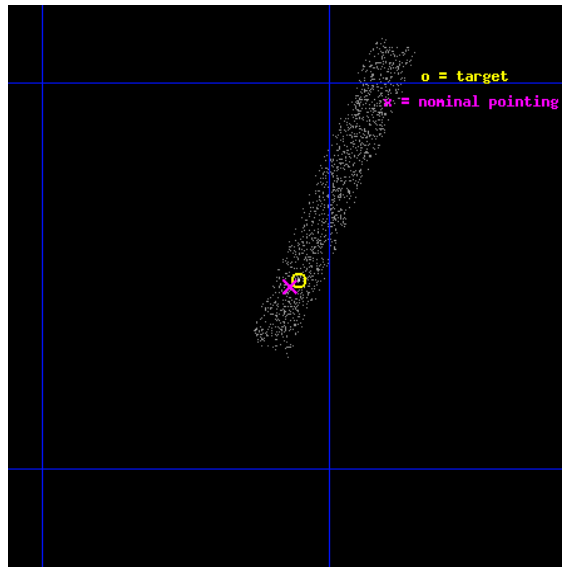 o = target
x = nominal pointing